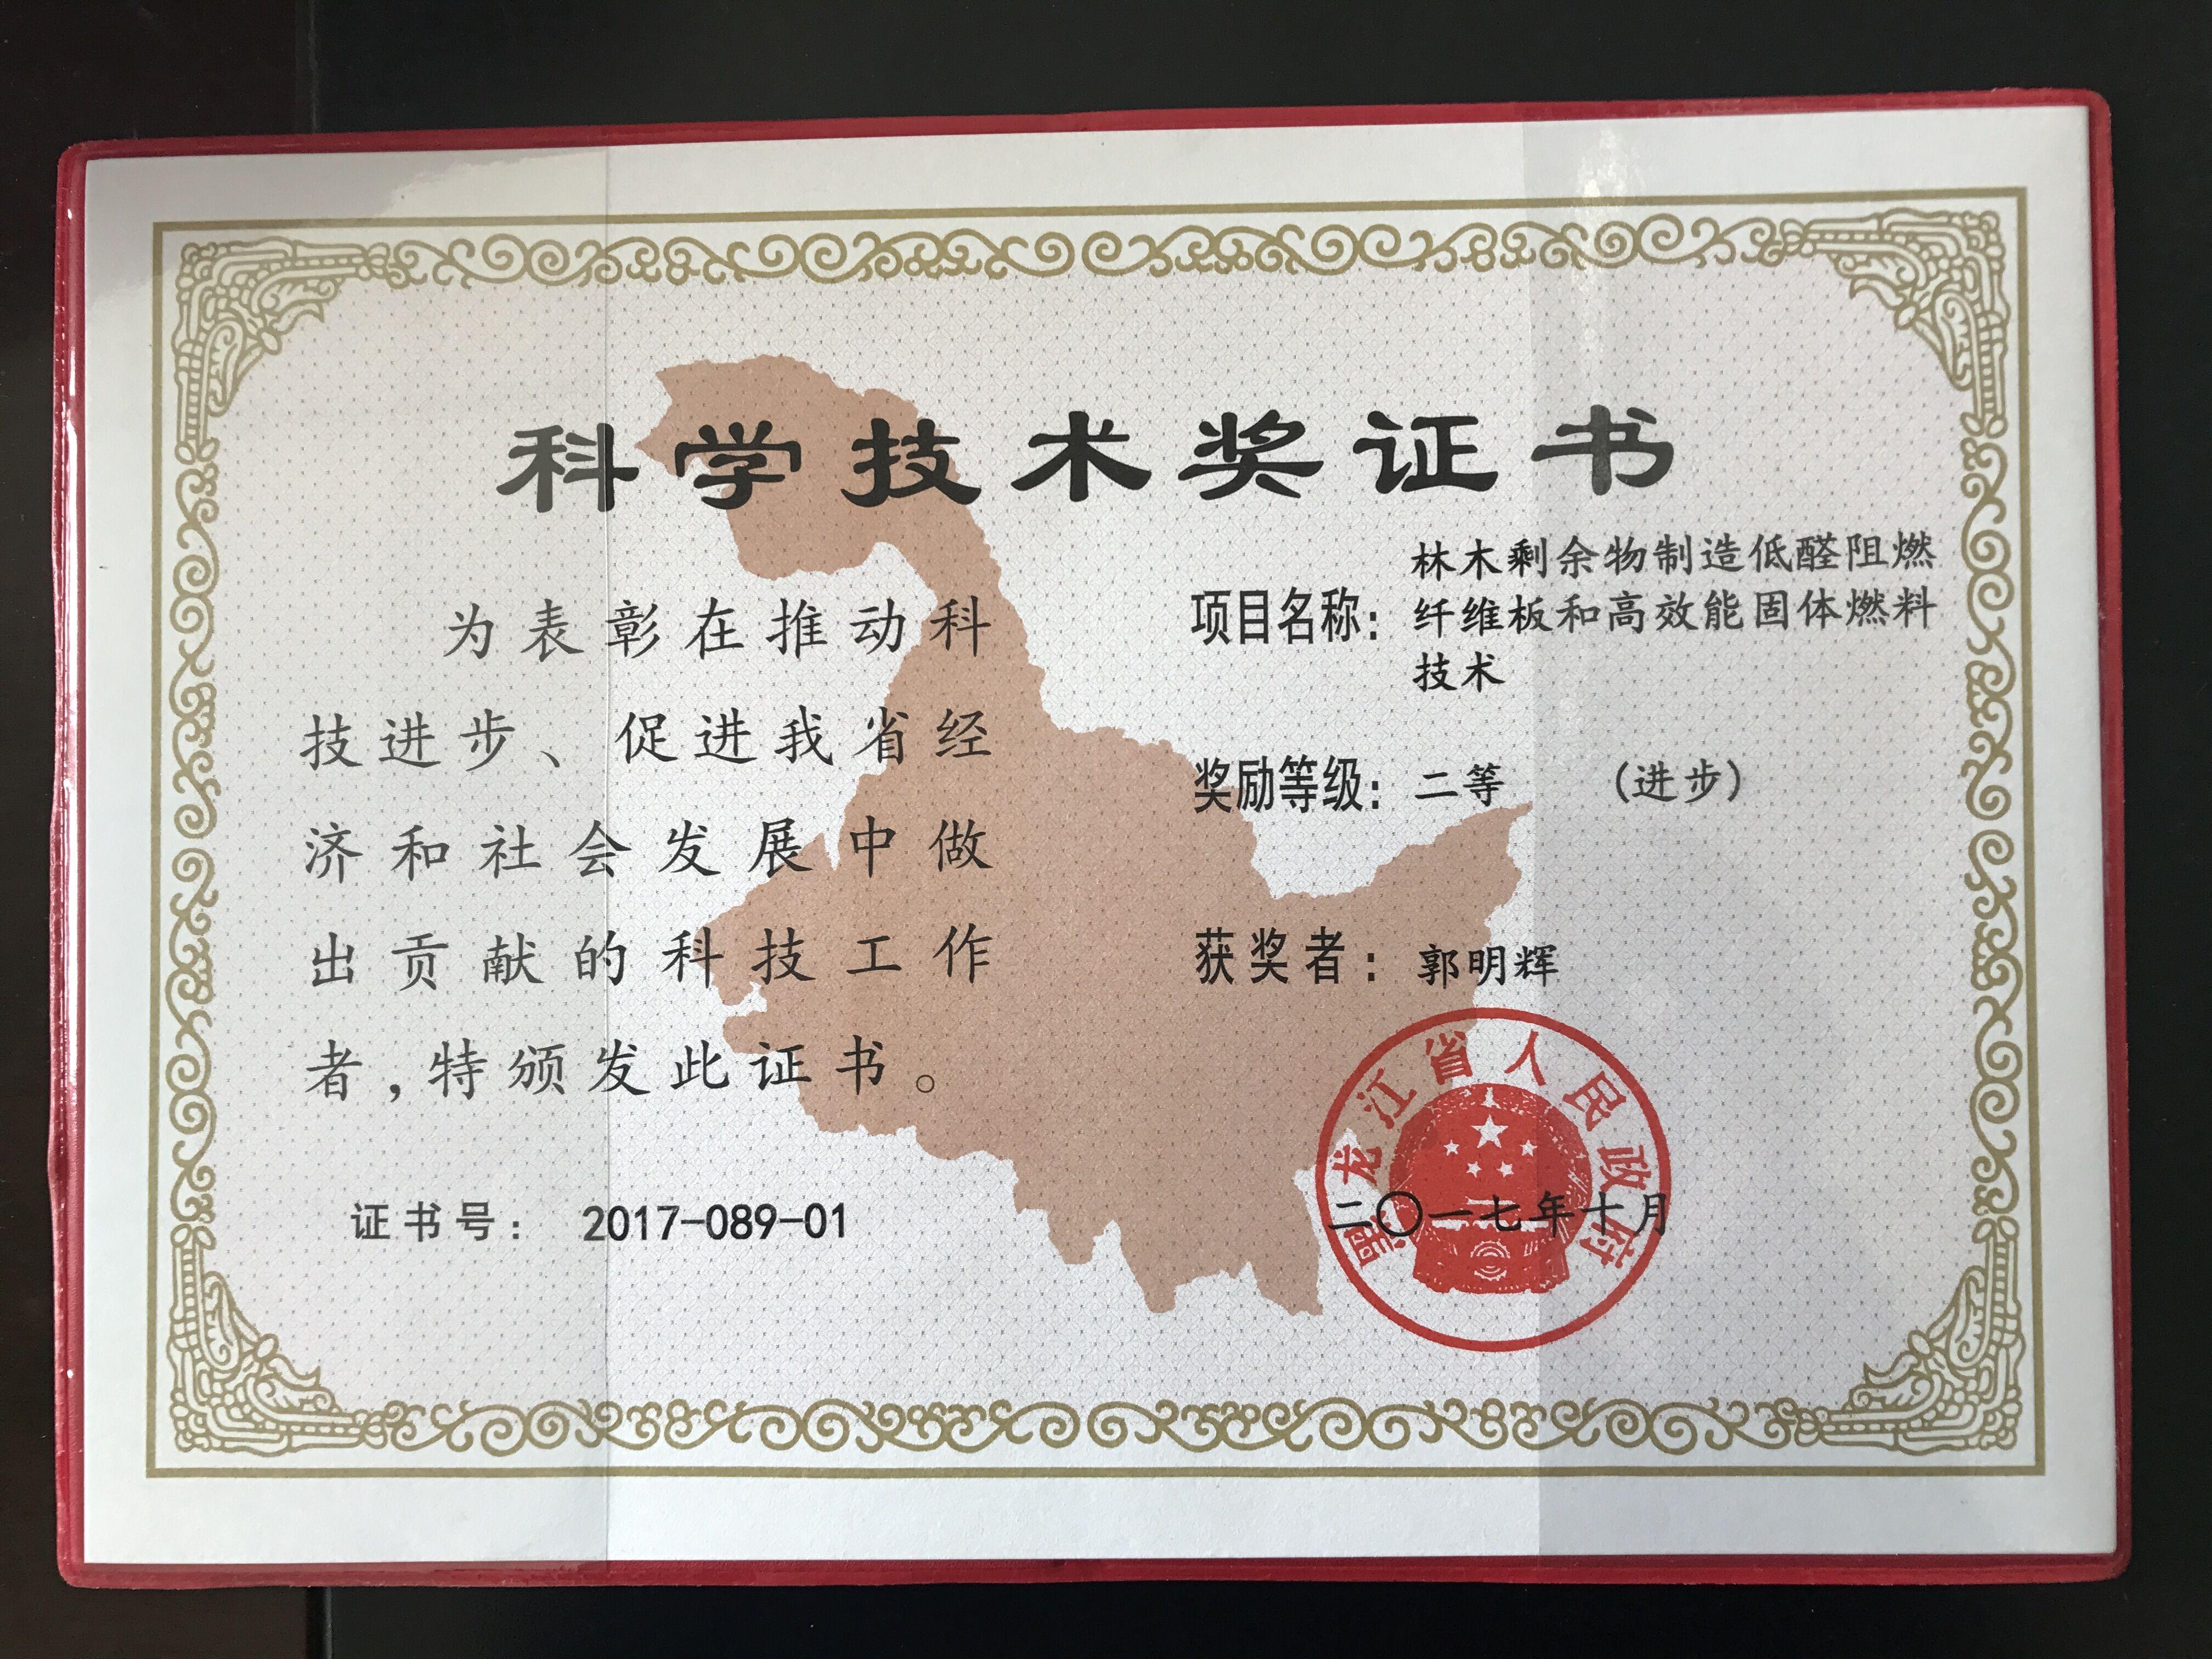 科学技术奖证书
为表彰在推动科
技进步、促进我省经
济和社会发展中做
出贡献的科技工作
者,特颁发此证书。
证书号: 2017-089-01
项目名称: 林木剩余物制造低醛阻燃
纤维板和高效能固体燃料
技术
奖励等级: 二等 (进步)
获奖者: 郭明辉
黑龙江省人民政府
二〇一七年十月